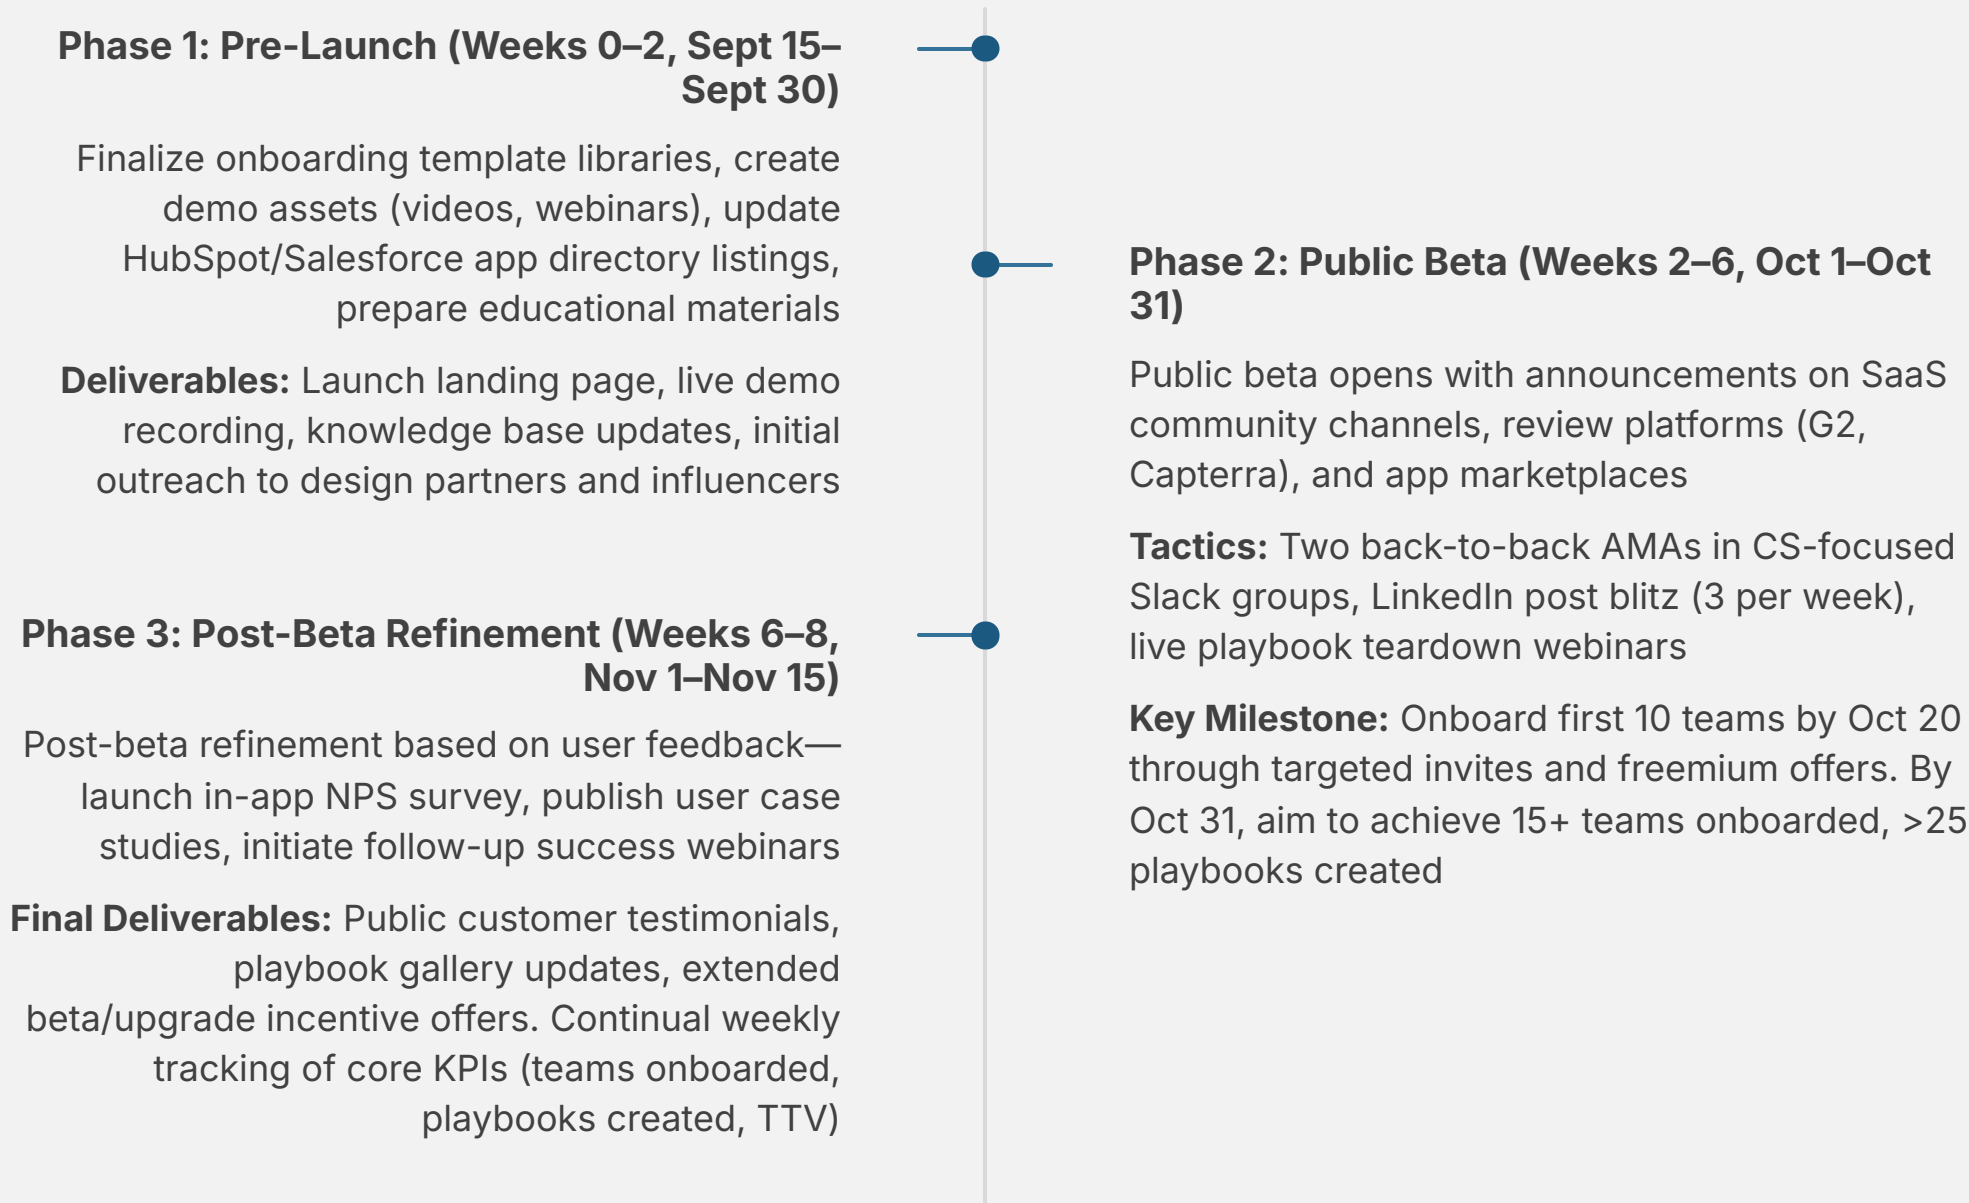 Phase 1: Pre-Launch (Weeks 0–2, Sept 15–
Sept 30)
Finalize onboarding template libraries, create
demo assets (videos, webinars), update
HubSpot/Salesforce app directory listings,
prepare educational materials
Deliverables: Launch landing page, live demo
recording, knowledge base updates, initial
outreach to design partners and influencers
Phase 2: Public Beta (Weeks 2–6, Oct 1–Oct
31)
Public beta opens with announcements on SaaS
community channels, review platforms (G2,
Capterra), and app marketplaces
Tactics: Two back-to-back AMAs in CS-focused
Slack groups, LinkedIn post blitz (3 per week),
live playbook teardown webinars
Key Milestone: Onboard first 10 teams by Oct 20
through targeted invites and freemium offers. By
Oct 31, aim to achieve 15+ teams onboarded, >25
playbooks created
Phase 3: Post-Beta Refinement (Weeks 6–8,
Nov 1–Nov 15)
Post-beta refinement based on user feedback—
launch in-app NPS survey, publish user case
studies, initiate follow-up success webinars
Final Deliverables: Public customer testimonials,
playbook gallery updates, extended
beta/upgrade incentive offers. Continual weekly
tracking of core KPIs (teams onboarded,
playbooks created, TTV)